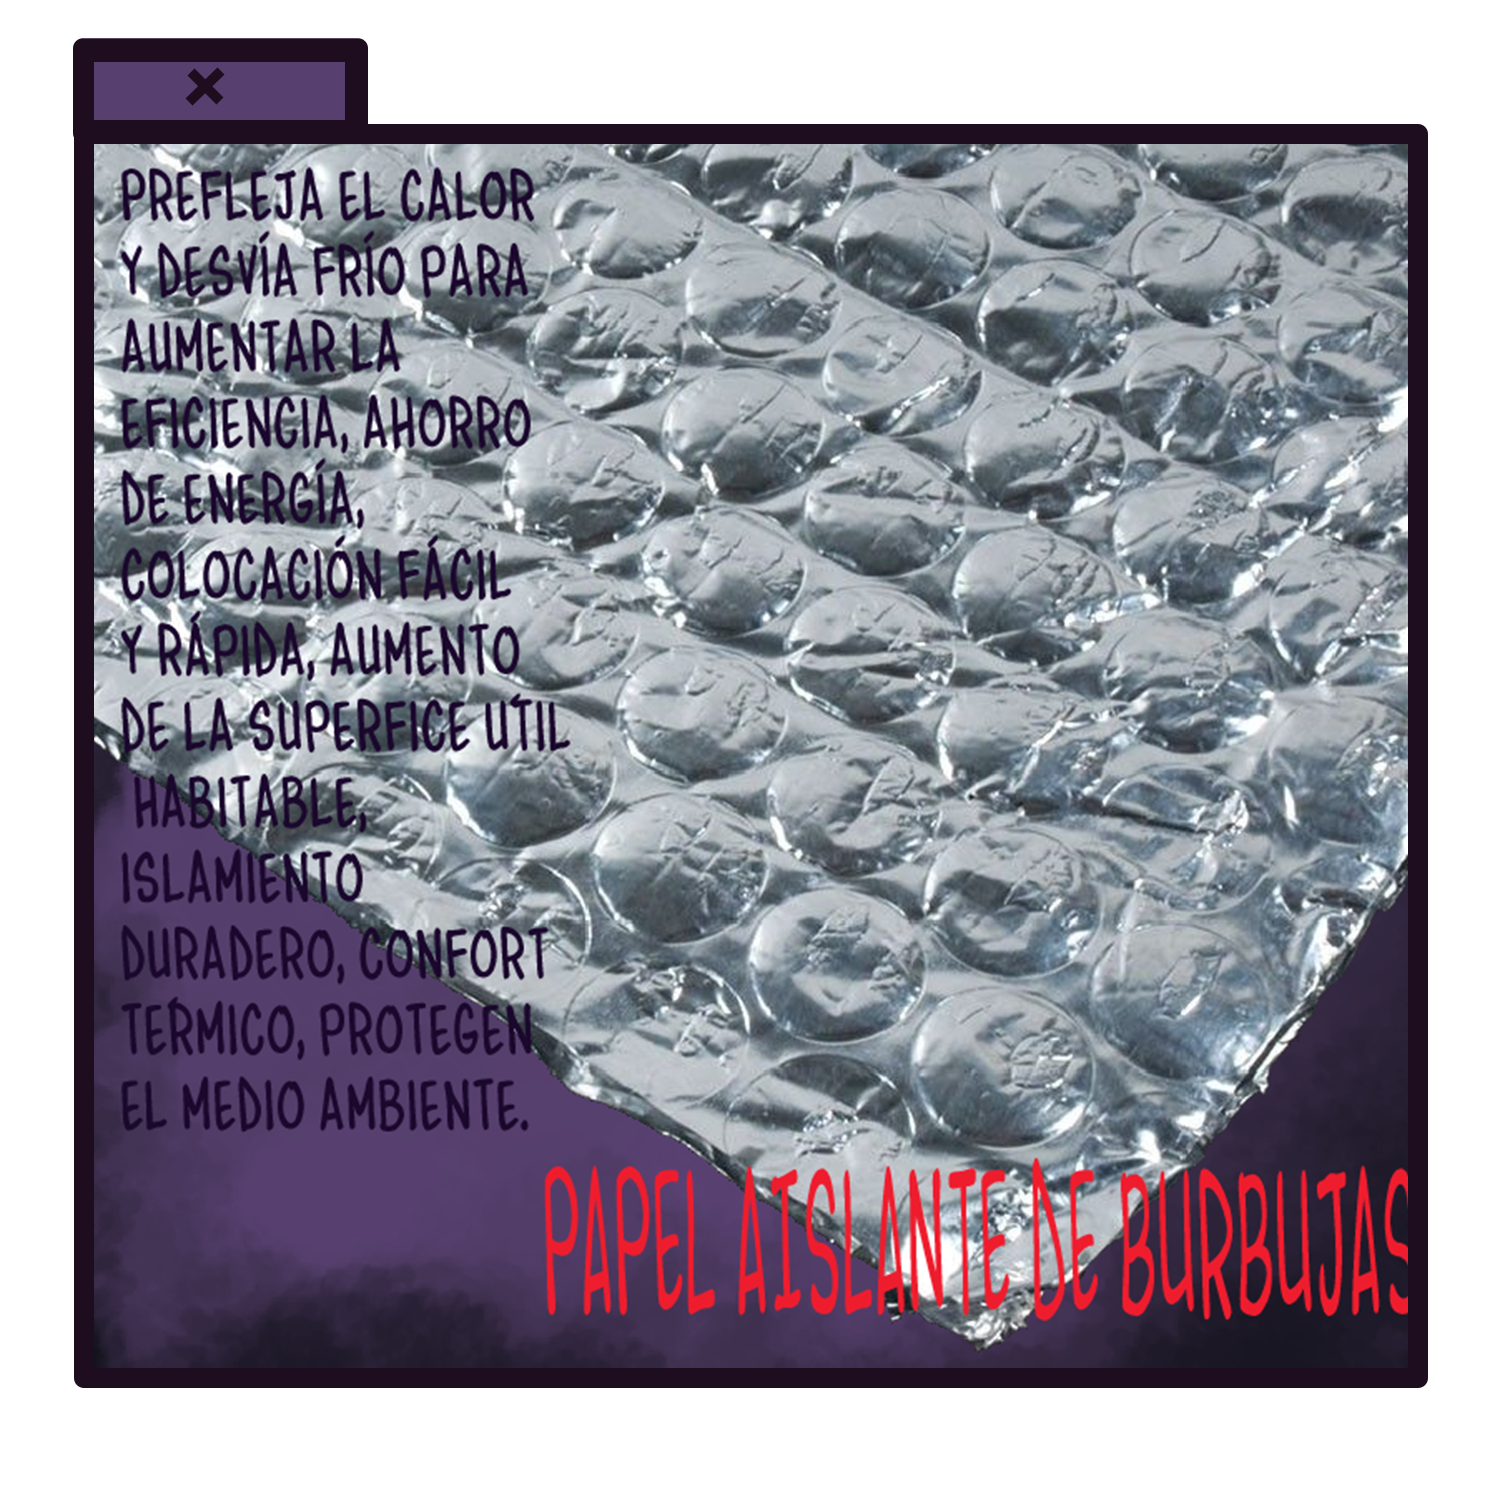 PREFLEJA EL CALOR
Y DESVÍA FRÍO PARA
AUMENTAR LA
EFICIENCIA, AHORRO
DE ENERGÍA,
COLOCACIÓN FÁCIL
Y RÁPIDA, AUMENTO
DE LA SUPERFICE UTIL
HABITABLE,
ISLAMIENTO
DURADERO, CONFORT
TERMICO, PROTEGEN
EL MEDIO AMBIENTE.
PAPEL AISLANTE DE BURBUJAS